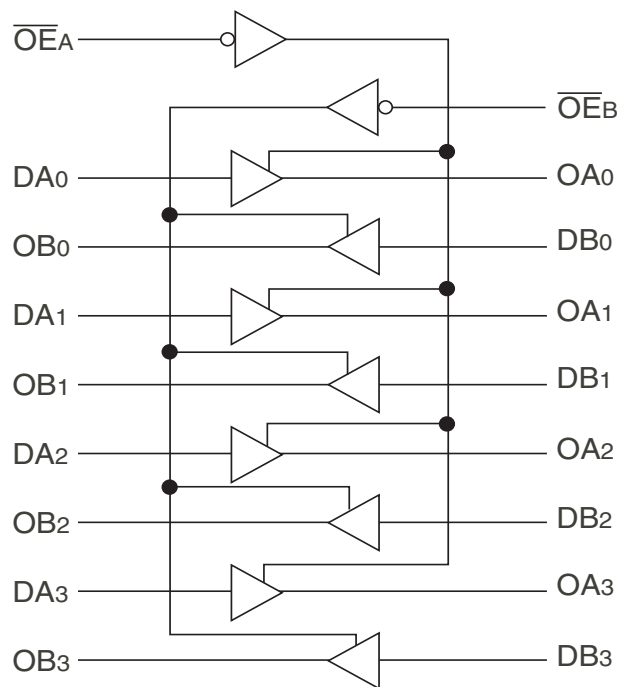 OEA
OEB
DA0 OA0
OB0 DB0
DA1 OA1
OB1 DB1
DA2 OA2
OB2 DB2
DA3 OA3
OB3 DB3